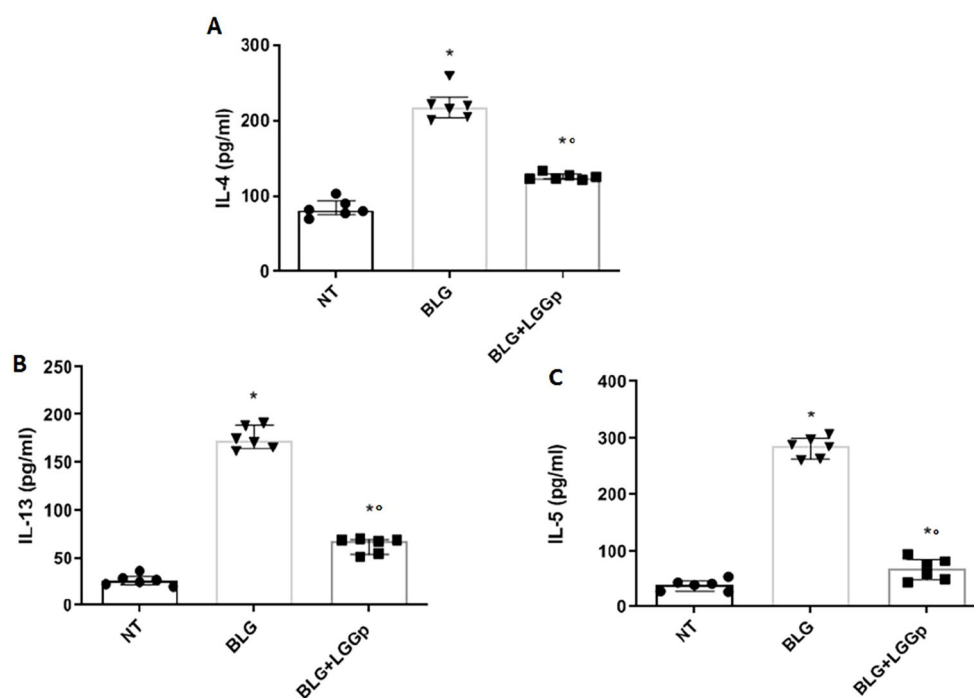 A
IL-4 (pg/ml)
300
200
100
0
*
*°
NT
BLG
BLG+LGGp
B
IL-13 (pg/ml)
250
200
150
100
50
0
*
*°
NT
BLG
BLG+LGGp
C
IL-5 (pg/ml)
400
300
200
100
0
*
*°
NT
BLG
BLG+LGGp